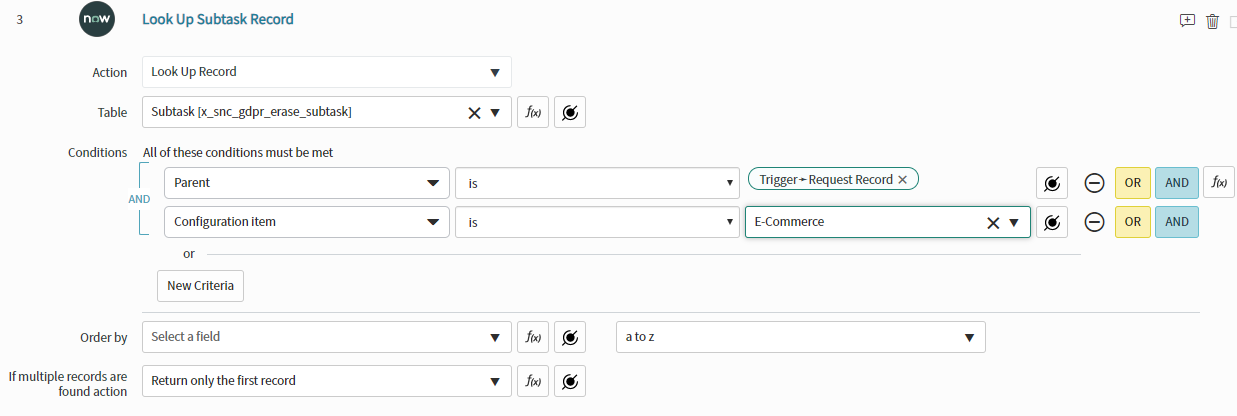 3
now
Look Up Subtask Record
Action
Look Up Record
Table
Subtask [x_snc_gdpr_erase_subtask]
f(x)
Conditions
All of these conditions must be met
AND
Parent
is
Trigger➛Request Record ✕
OR
AND
f(x)
Configuration item
is
E-Commerce
OR
AND
or
New Criteria
Order by
Select a field
f(x)
a to z
If multiple records are
found action
Return only the first record
f(x)